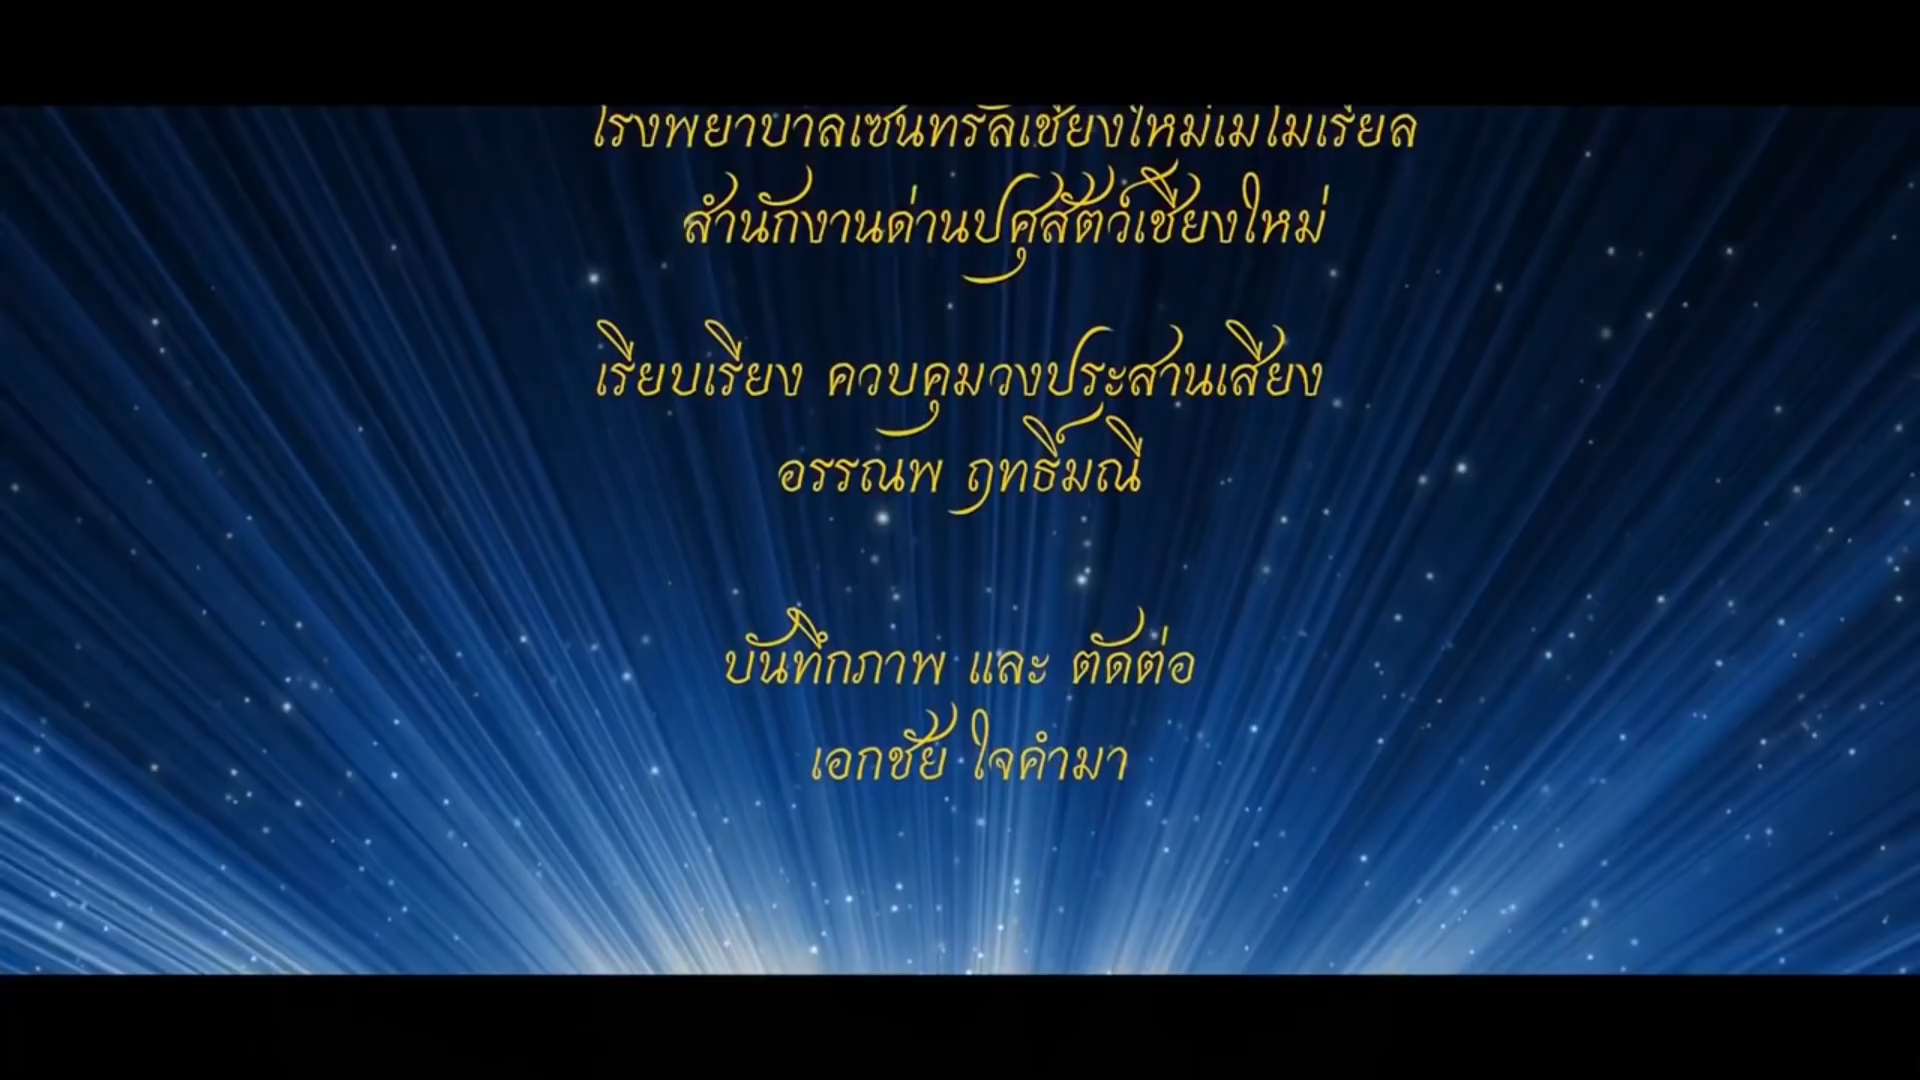 โรงพยาบาลเซ็นทรัลเชียงใหม่เมโมเรียล
สำนักงานด่านปศุสัตว์เชียงใหม่
เรียบเรียง ควบคุมวงประสานเสียง
อรรณพ ฤทธิ์มณี
บันทึกภาพ และ ตัดต่อ
เอกชัย ใจคำมา